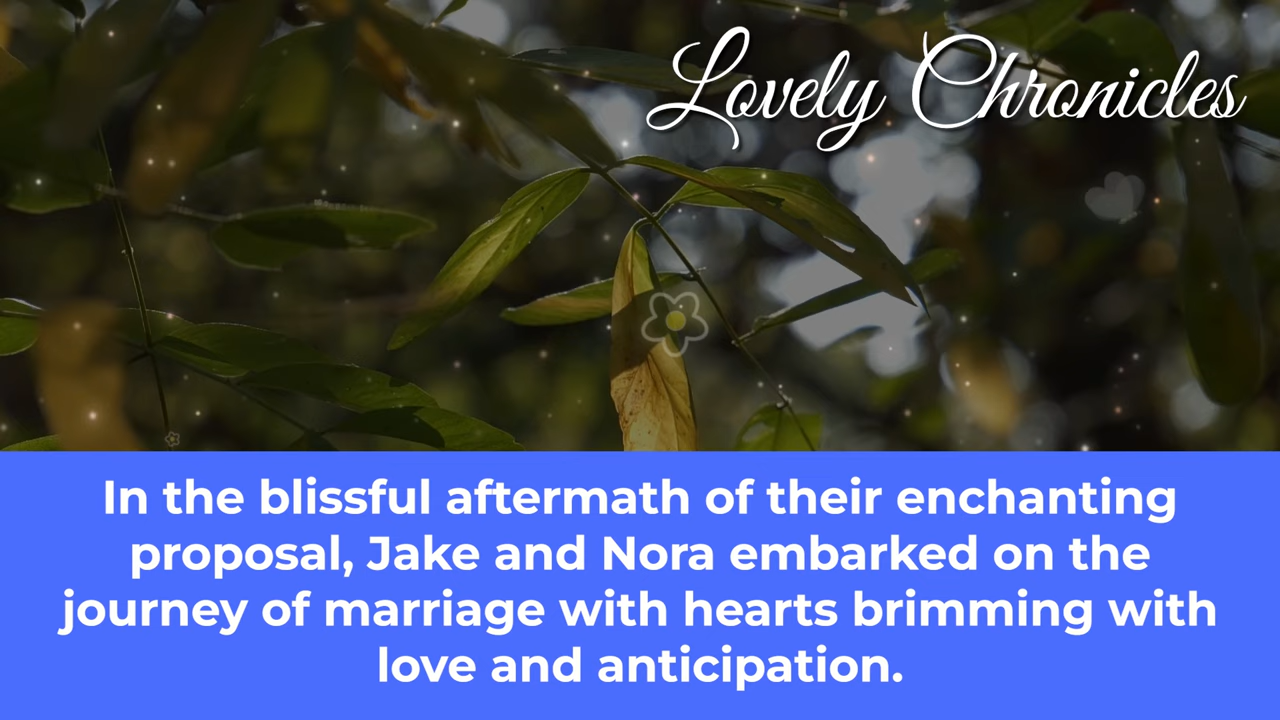 Lovely Chronicles
In the blissful aftermath of their enchanting
proposal, Jake and Nora embarked on the
journey of marriage with hearts brimming with
love and anticipation.